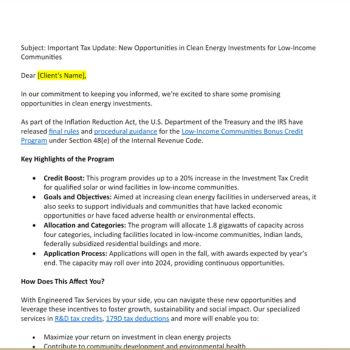 Subject: Important Tax Update: New Opportunities in Clean Energy Investments for Low-Income
Communities
Dear [Client's Name],
In our commitment to keeping you informed, we're excited to share some promising
opportunities in clean energy investments.
As part of the Inflation Reduction Act, the U.S. Department of the Treasury and the IRS have
released final rules and procedural guidance for the Low-Income Communities Bonus Credit
Program under Section 48(e) of the Internal Revenue Code.
Key Highlights of the Program
• Credit Boost: This program provides up to a 20% increase in the Investment Tax Credit
for qualified solar or wind facilities in low-income communities.
• Goals and Objectives: Aimed at increasing clean energy facilities in underserved areas, it
also seeks to support individuals and communities that have lacked economic
opportunities or have faced adverse health or environmental effects.
• Allocation and Categories: The program will allocate 1.8 gigawatts of capacity across
four categories, including facilities located in low-income communities, Indian lands,
federally subsidized residential buildings and more.
• Application Process: Applications will open in the fall, with awards expected by year's
end. The capacity may roll over into 2024, providing continuous opportunities.
How Does This Affect You?
With Engineered Tax Services by your side, you can navigate these new opportunities and
leverage these incentives to foster growth, sustainability and social impact. Our specialized
services in R&D tax credits, 179D tax deductions and more will enable you to:
• Maximize your return on investment in clean energy projects
• Contribute to community development and environmental health